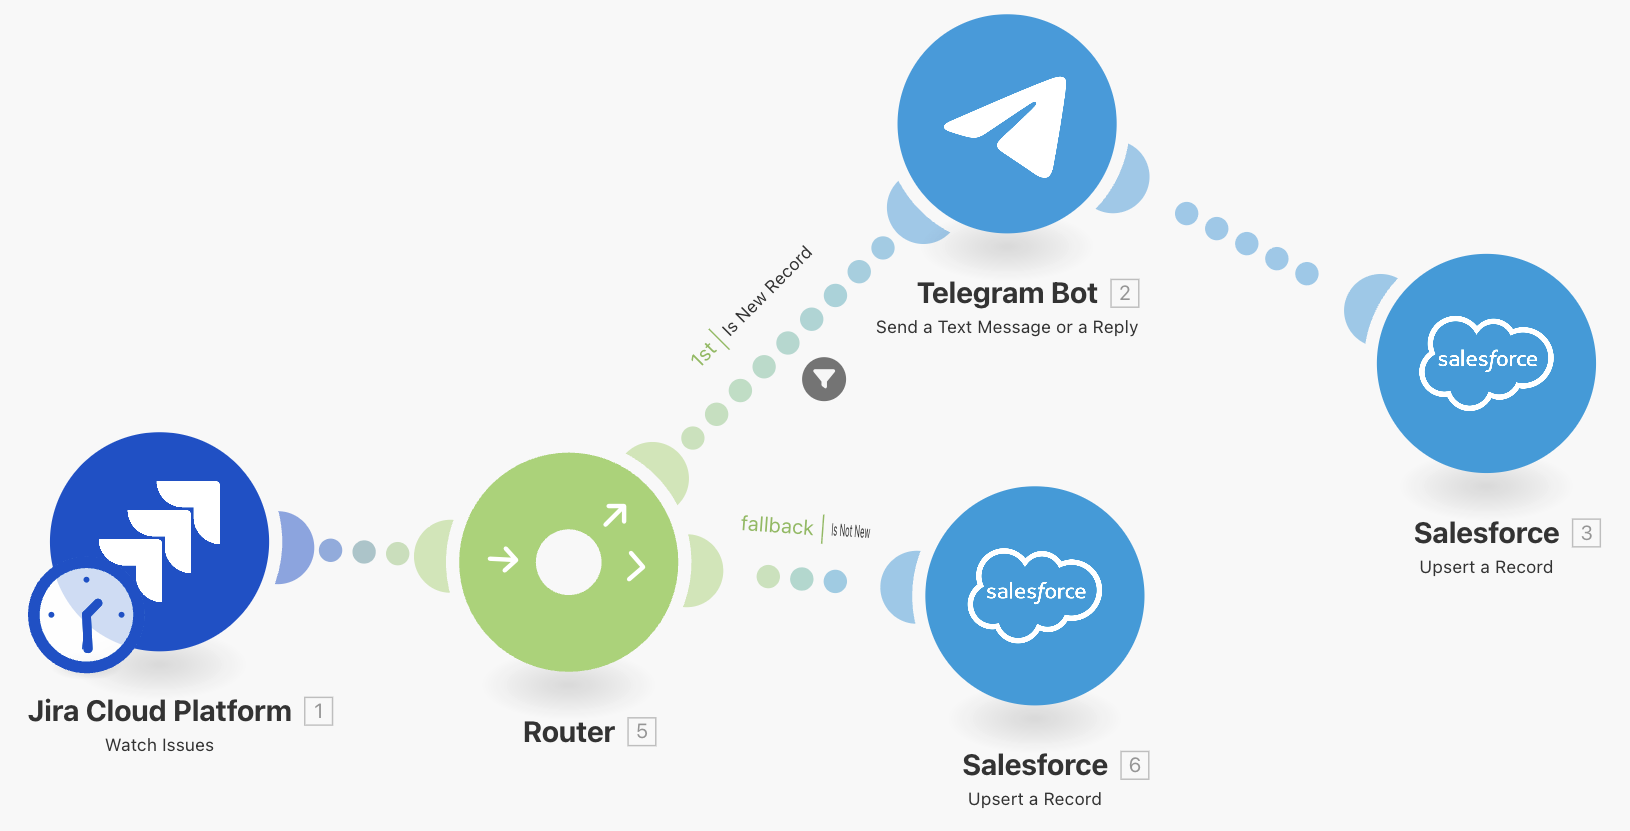 1st | Is New Record
Telegram Bot 2
Send a Text Message or a Reply
salesforce
Salesforce 3
Upsert a Record
fallback | Is Not New
salesforce
Jira Cloud Platform 1
Watch Issues
Router 5
Salesforce 6
Upsert a Record